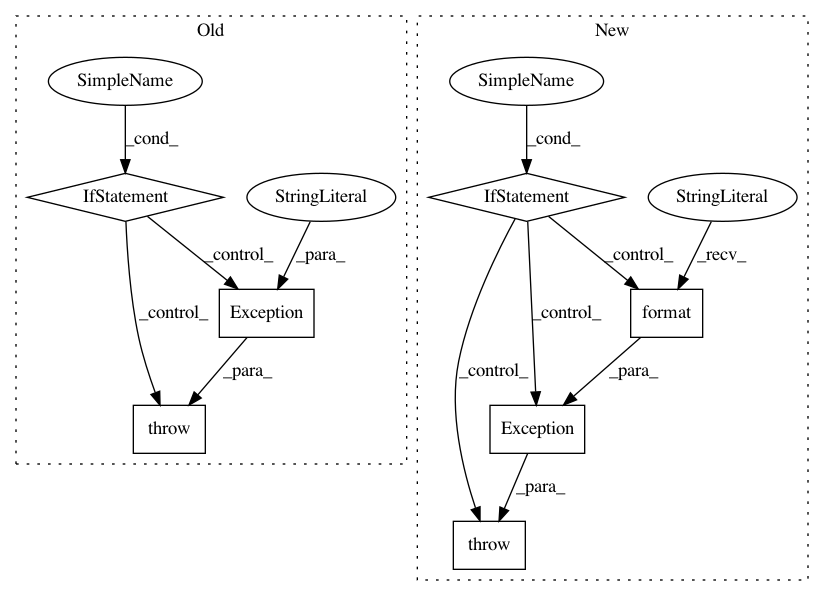 Old
New
SimpleName
SimpleName
_cond_
_cond_
IfStatement
StringLiteral
IfStatement
StringLiteral
_control_
_para_
_control_
_recv_
_control_
Exception
_control_
format
_para_
_control_
_para_
throw
Exception
_para_
throw